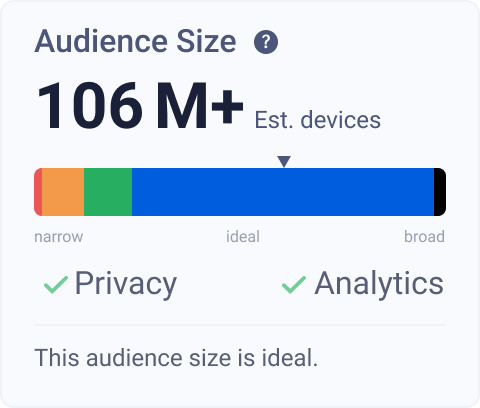 Audience Size ?
106 M+ Est. devices
narrow ideal broad
Privacy Analytics
This audience size is ideal.